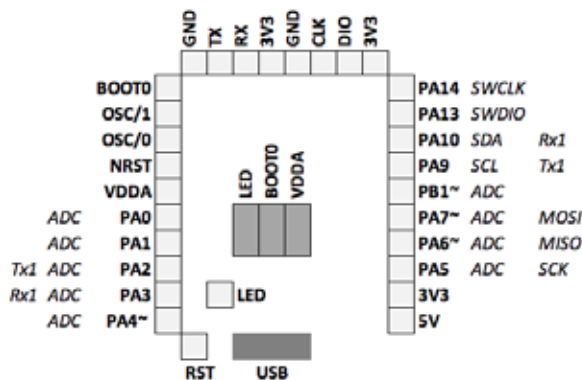 GND TX RX 3V3 GND CLK DIO 3V3
BOOT0 PA14 SWCLK
OSC/1 PA13 SWDIO
OSC/0 PA10 SDA Rx1
NRST PA9 SCL Tx1
VDDA PB1~ ADC
LED BOOT0 VDDA
ADC PA0 PA7~ ADC MOSI
ADC PA1 PA6~ ADC MISO
Tx1 ADC PA2 PA5 ADC SCK
Rx1 ADC PA3 LED 3V3
ADC PA4~ 5V
RST USB